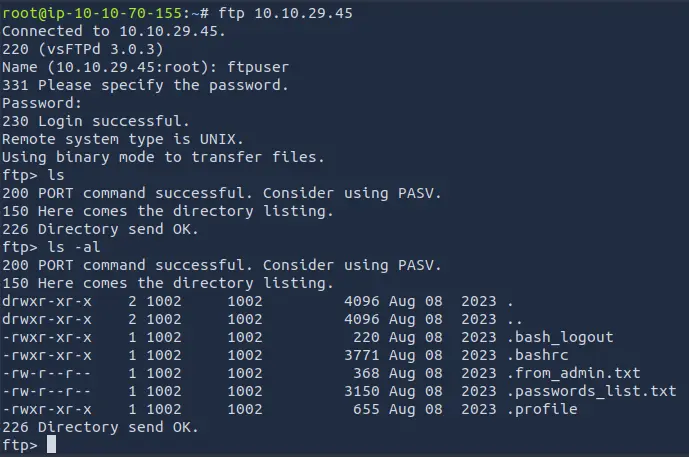 root@ip-10-10-70-155:~# ftp 10.10.29.45
Connected to 10.10.29.45.
220 (vsFTPd 3.0.3)
Name (10.10.29.45:root): ftpuser
331 Please specify the password.
Password:
230 Login successful.
Remote system type is UNIX.
Using binary mode to transfer files.
ftp> ls
200 PORT command successful. Consider using PASV.
150 Here comes the directory listing.
226 Directory send OK.
ftp> ls -al
200 PORT command successful. Consider using PASV.
150 Here comes the directory listing.
drwxr-xr-x    2 1002     1002         4096 Aug 08  2023 .
drwxr-xr-x    2 1002     1002         4096 Aug 08  2023 ..
-rwxr-xr-x    1 1002     1002          220 Aug 08  2023 .bash_logout
-rwxr-xr-x    1 1002     1002         3771 Aug 08  2023 .bashrc
-rw-r--r--    1 1002     1002          368 Aug 08  2023 .from_admin.txt
-rw-r--r--    1 1002     1002         3150 Aug 08  2023 .passwords_list.txt
-rwxr-xr-x    1 1002     1002          655 Aug 08  2023 .profile
226 Directory send OK.
ftp>